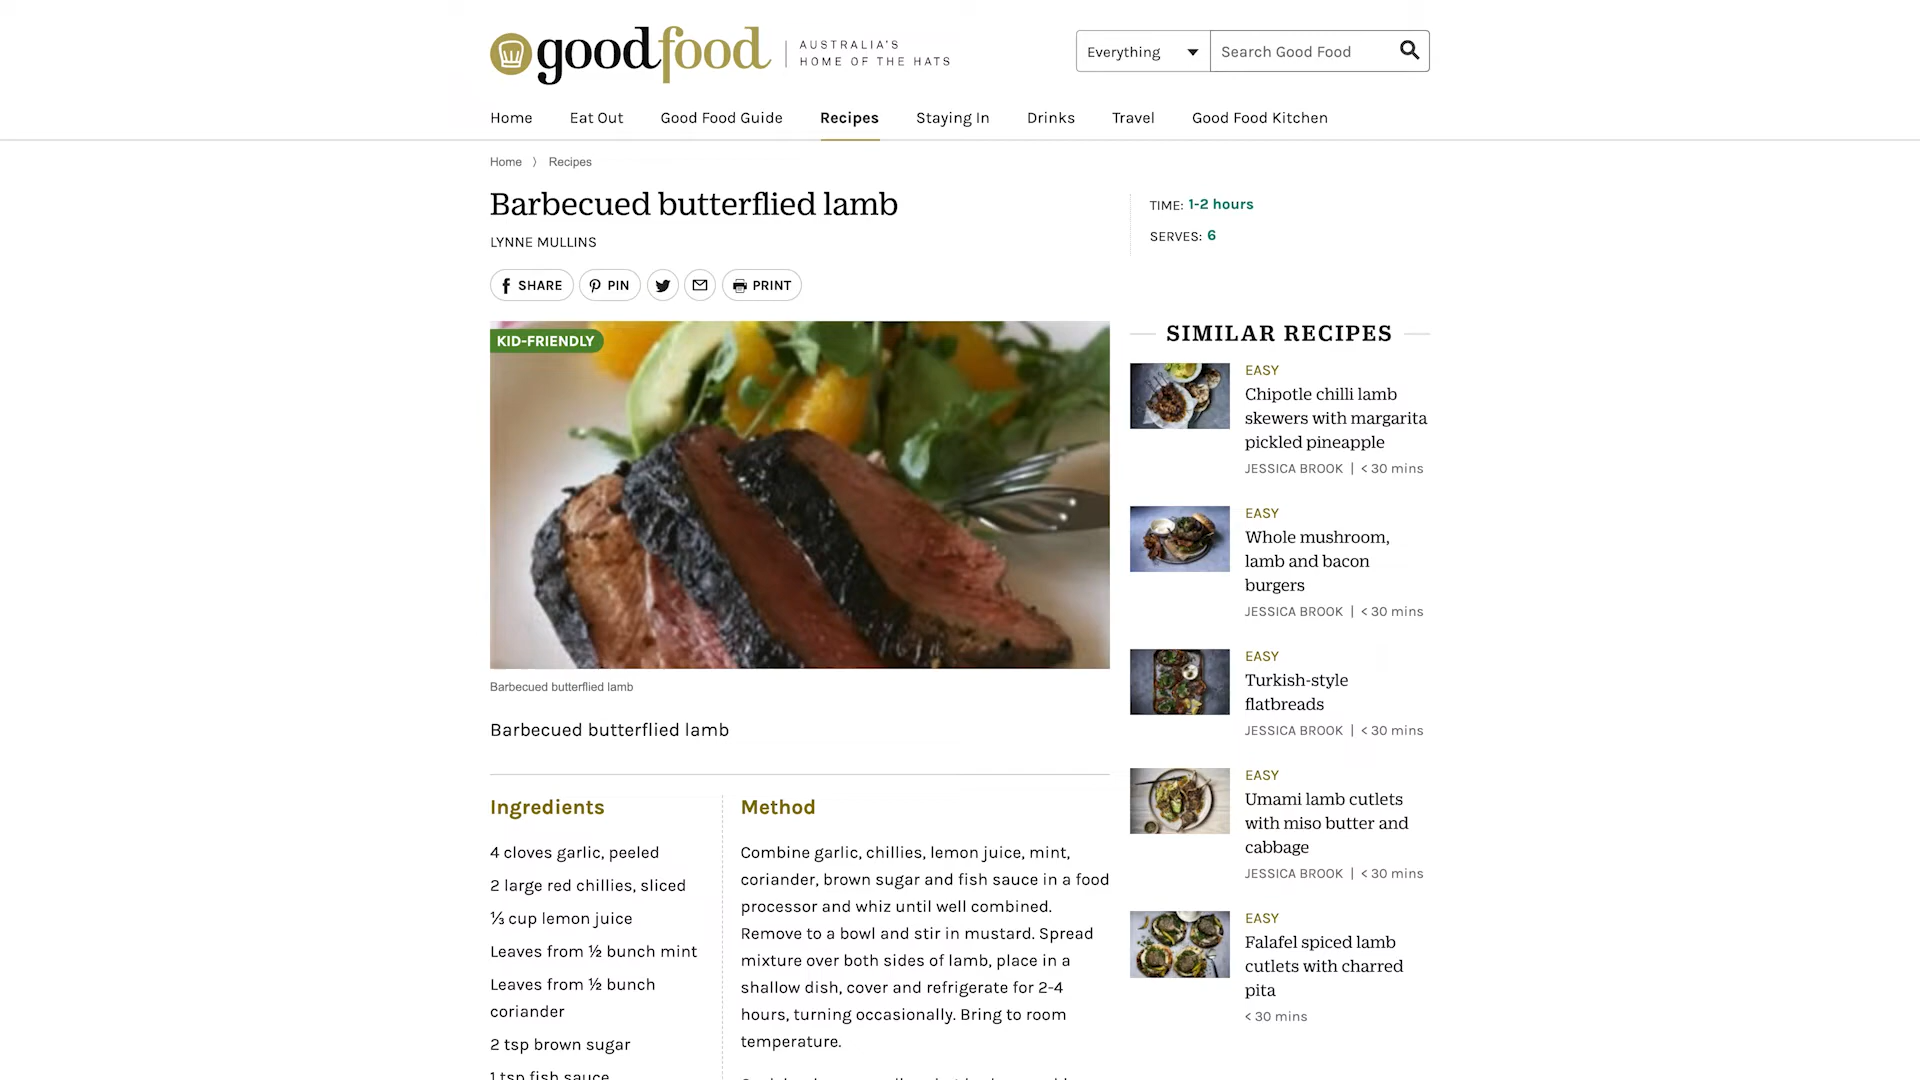 goodfood
AUSTRALIA'S
HOME OF THE HATS
Everything
Search Good Food
Home
Eat Out
Good Food Guide
Recipes
Staying In
Drinks
Travel
Good Food Kitchen
Home 〉 Recipes
Barbecued butterflied lamb
LYNNE MULLINS
SHARE
PIN
PRINT
TIME: 1-2 hours
SERVES: 6
KID-FRIENDLY
Barbecued butterflied lamb
Barbecued butterflied lamb
Ingredients
4 cloves garlic, peeled
2 large red chillies, sliced
⅓ cup lemon juice
Leaves from ½ bunch mint
Leaves from ½ bunch
coriander
2 tsp brown sugar
1 tsp fish sauce
Method
Combine garlic, chillies, lemon juice, mint,
coriander, brown sugar and fish sauce in a food
processor and whiz until well combined.
Remove to a bowl and stir in mustard. Spread
mixture over both sides of lamb, place in a
shallow dish, cover and refrigerate for 2-4
hours, turning occasionally. Bring to room
temperature.
SIMILAR RECIPES
EASY
Chipotle chilli lamb
skewers with margarita
pickled pineapple
JESSICA BROOK | < 30 mins
EASY
Whole mushroom,
lamb and bacon
burgers
JESSICA BROOK | < 30 mins
EASY
Turkish-style
flatbreads
JESSICA BROOK | < 30 mins
EASY
Umami lamb cutlets
with miso butter and
cabbage
JESSICA BROOK | < 30 mins
EASY
Falafel spiced lamb
cutlets with charred
pita
< 30 mins